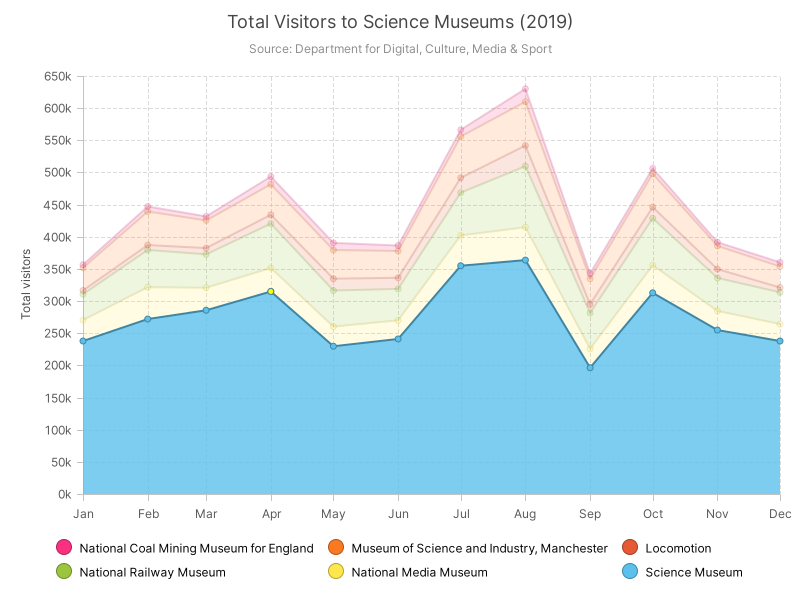 Total Visitors to Science Museums (2019)
Source: Department for Digital, Culture, Media & Sport
Total visitors
650k
600k
550k
500k
450k
400k
350k
300k
250k
200k
150k
100k
50k
0k
Jan Feb Mar Apr May Jun Jul Aug Sep Oct Nov Dec
National Coal Mining Museum for England Museum of Science and Industry, Manchester Locomotion
National Railway Museum National Media Museum Science Museum